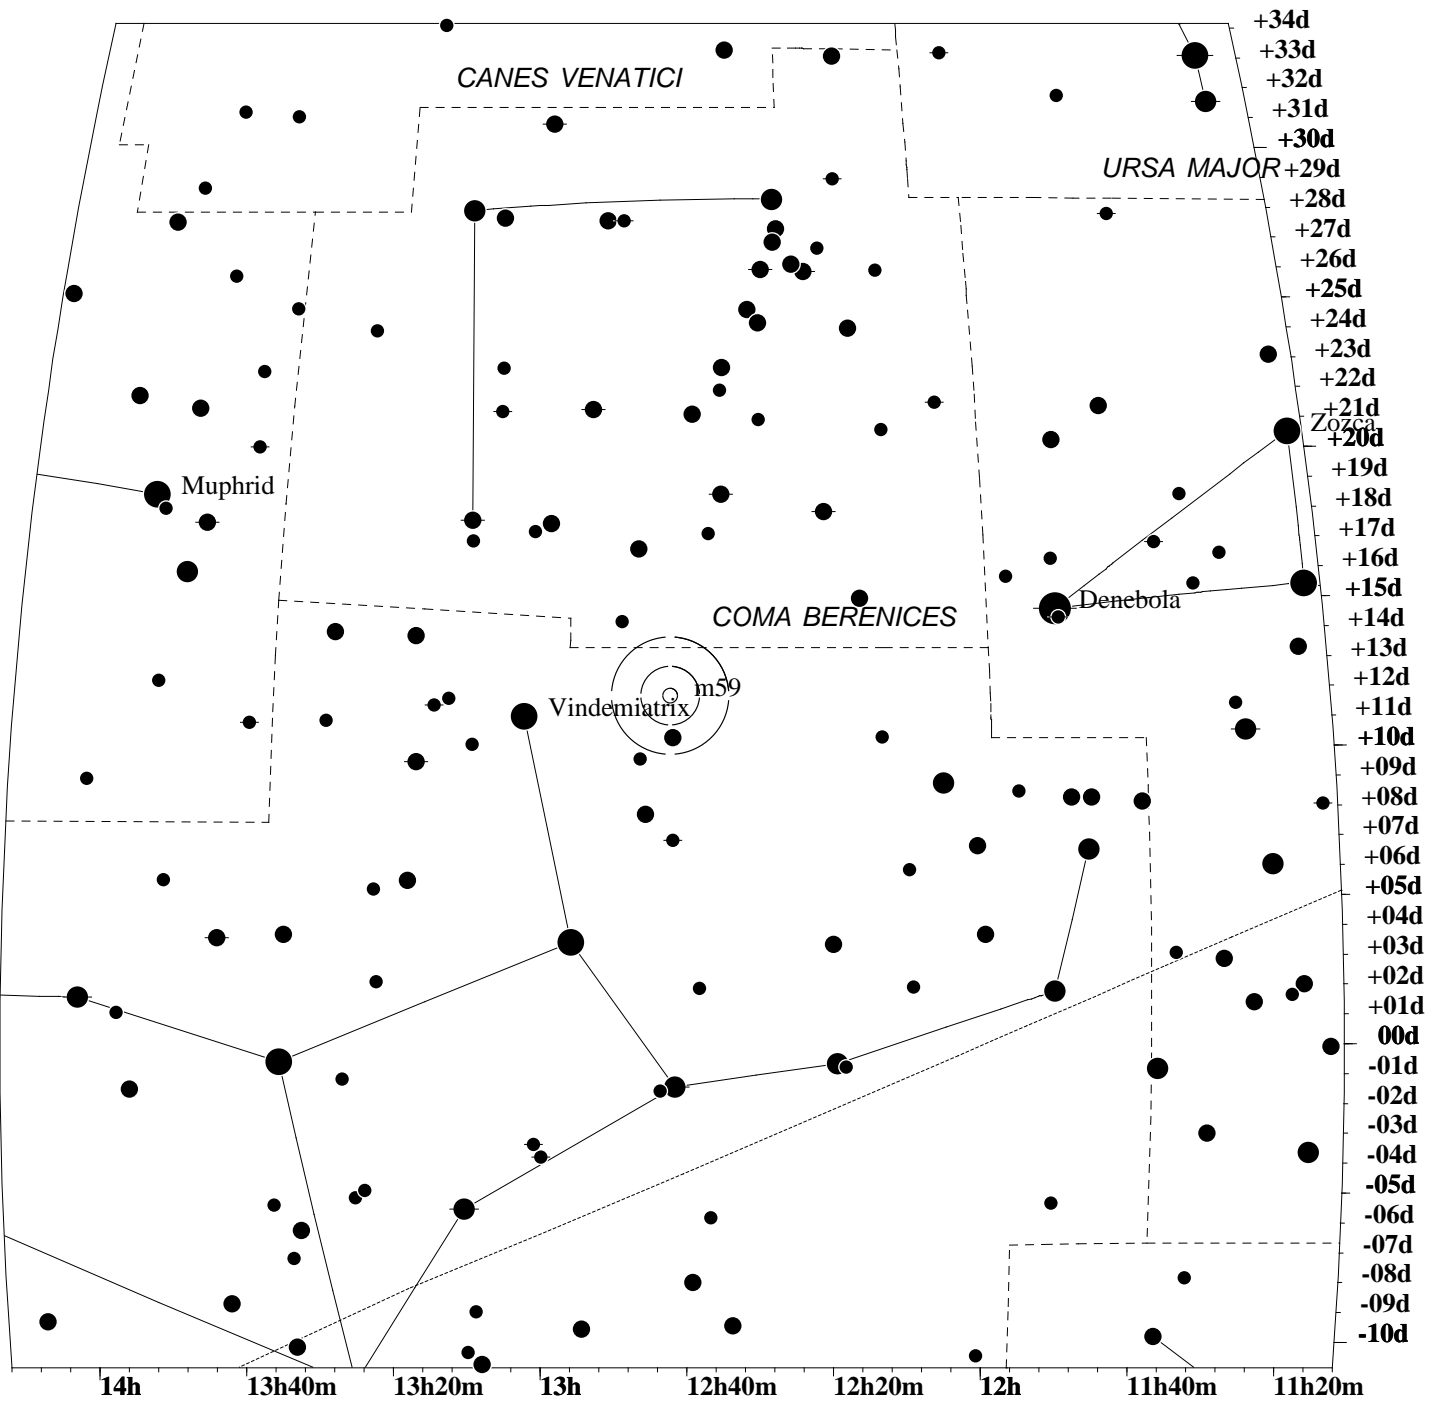 +34d
+33d
CANES VENATICI
+32d
+31d
+30d
URSA MAJOR +29d
+28d
+27d
+26d
+25d
+24d
+23d
+22d
+21d
Zozca
+20d
+19d
Muphrid
+18d
+17d
+16d
+15d
Denebola
COMA BERENICES
+14d
+13d
m59
+12d
Vindemiatrix
+11d
+10d
+09d
+08d
+07d
+06d
+05d
+04d
+03d
+02d
+01d
00d
-01d
-02d
-03d
-04d
-05d
-06d
-07d
-08d
-09d
-10d
14h 13h40m 13h20m 13h 12h40m 12h20m 12h 11h40m 11h20m